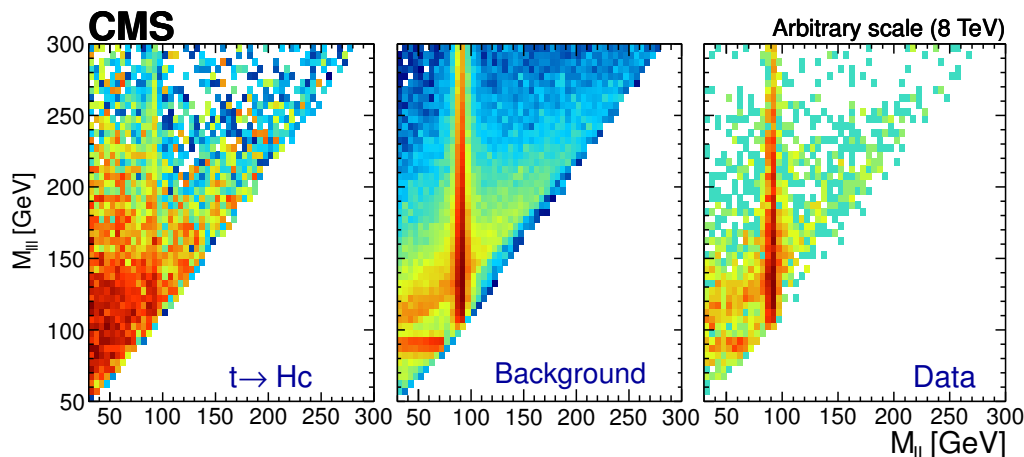 CMS
Arbitrary scale (8 TeV)
M_lll [GeV]
300
250
200
150
100
50
t→ Hc
Background
Data
50 100 150 200 250 300
50 100 150 200 250 300
50 100 150 200 250 300
M_ll [GeV]